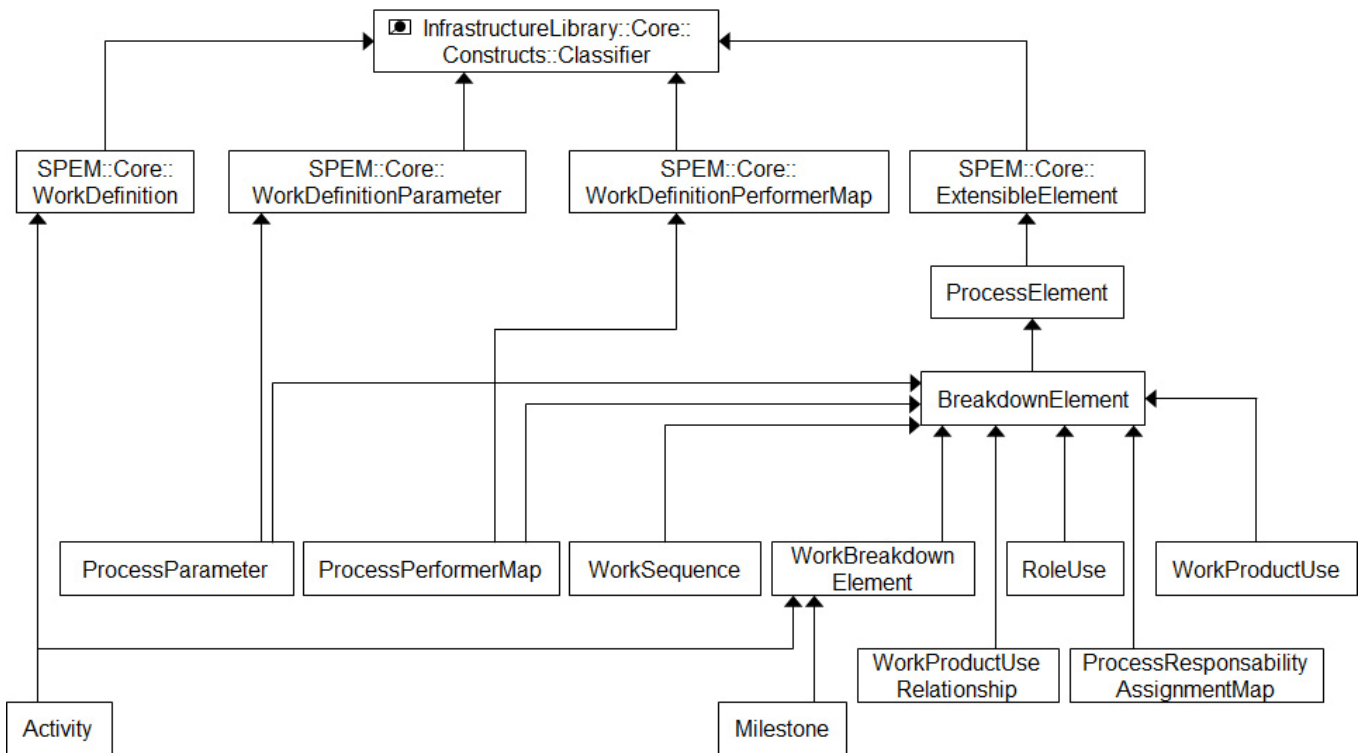 InfrastructureLibrary::Core::
Constructs::Classifier
SPEM::Core::
WorkDefinition
SPEM::Core::
WorkDefinitionParameter
SPEM::Core::
WorkDefinitionPerformerMap
SPEM::Core::
ExtensibleElement
ProcessElement
BreakdownElement
ProcessParameter
ProcessPerformerMap
WorkSequence
WorkBreakdown
Element
RoleUse
WorkProductUse
WorkProductUse
Relationship
ProcessResponsability
AssignmentMap
Activity
Milestone